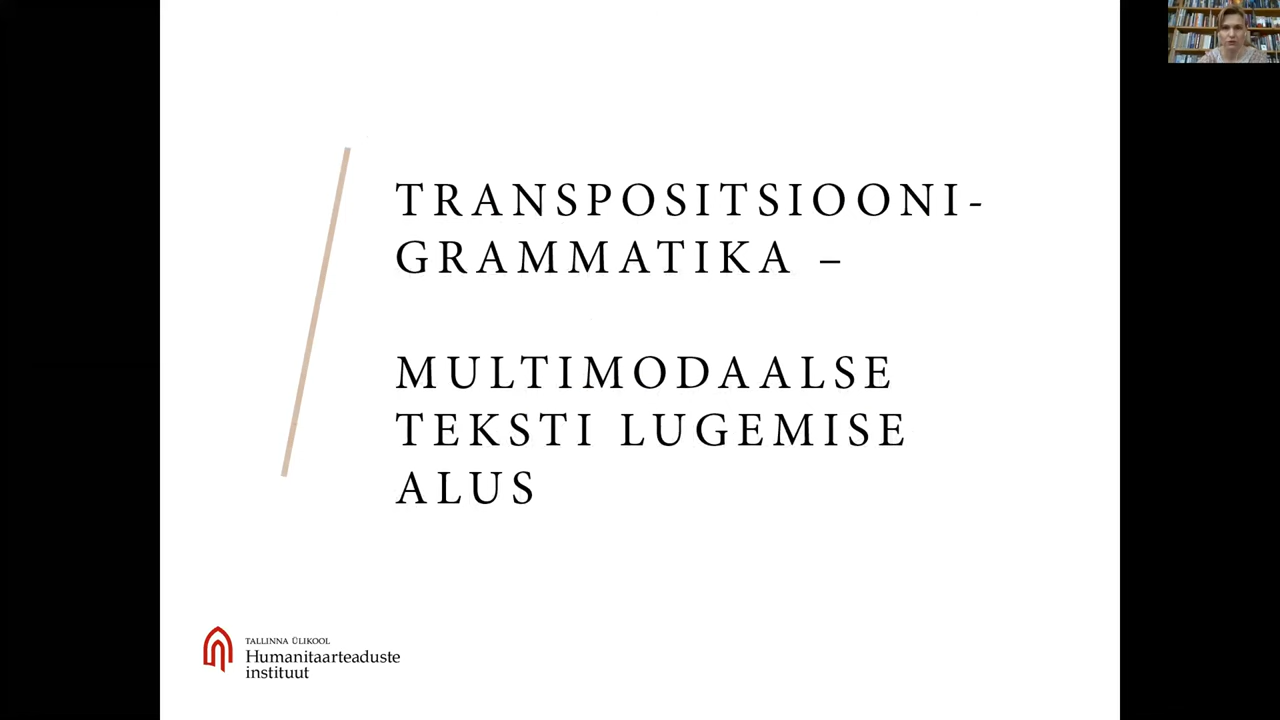 TRANSPOSITSIOONI-
GRAMMATIKA –
MULTIMODAALSE
TEKSTI LUGEMISE
ALUS
TALLINNA ÜLIKOOL
Humanitaarteaduste
instituut